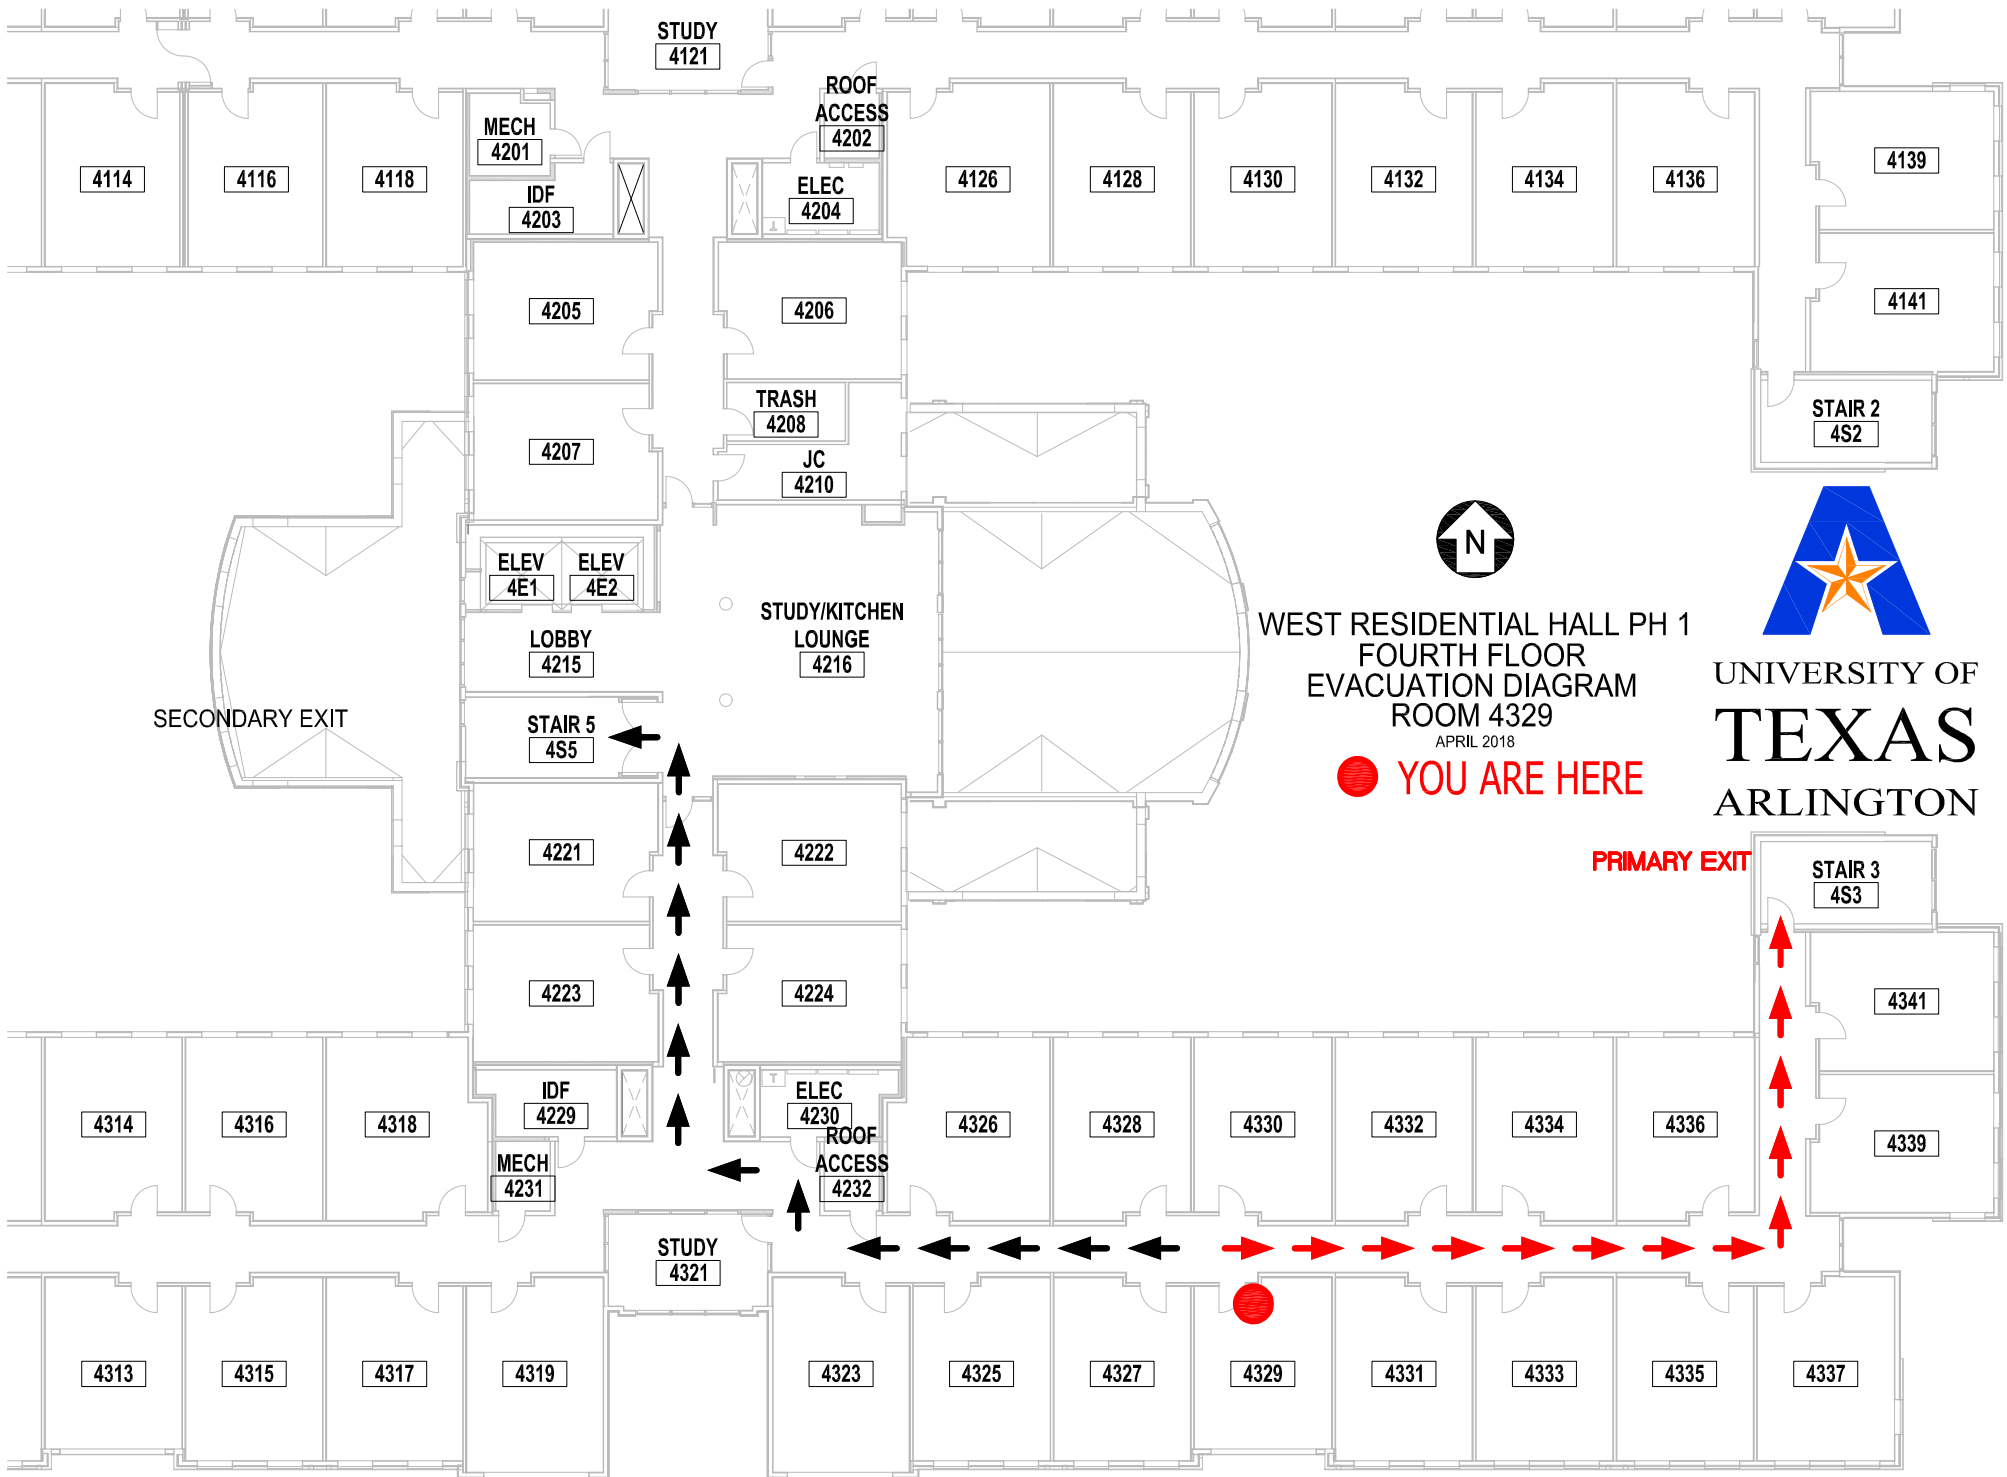 STUDY
4121
ROOF
ACCESS
4202
MECH
4201
4114
4116
4118
IDF
4203
ELEC
4204
4126
4128
4130
4132
4134
4136
4139
4205
4206
4141
TRASH
4208
STAIR 2
4S2
4207
JC
4210
N
ELEV
4E1
ELEV
4E2
STUDY/KITCHEN
LOUNGE
4216
LOBBY
4215
WEST RESIDENTIAL HALL PH 1
FOURTH FLOOR
EVACUATION DIAGRAM
ROOM 4329
APRIL 2018
YOU ARE HERE
UNIVERSITY OF
TEXAS
ARLINGTON
SECONDARY EXIT
STAIR 5
4S5
4221
4222
PRIMARY EXIT
STAIR 3
4S3
4223
4224
4341
IDF
4229
T
ELEC
4230
ROOF
ACCESS
4232
MECH
4231
4314
4316
4318
4326
4328
4330
4332
4334
4336
4339
STUDY
4321
4313
4315
4317
4319
4323
4325
4327
4329
4331
4333
4335
4337